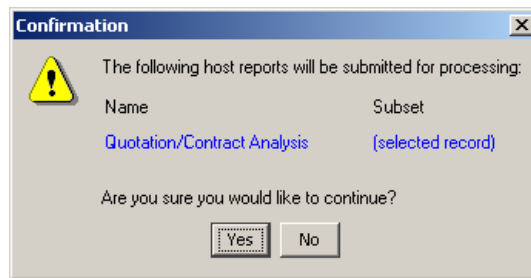 Confirmation
The following host reports will be submitted for processing:
Name Subset
Quotation/Contract Analysis (selected record)
Are you sure you would like to continue?
Yes No